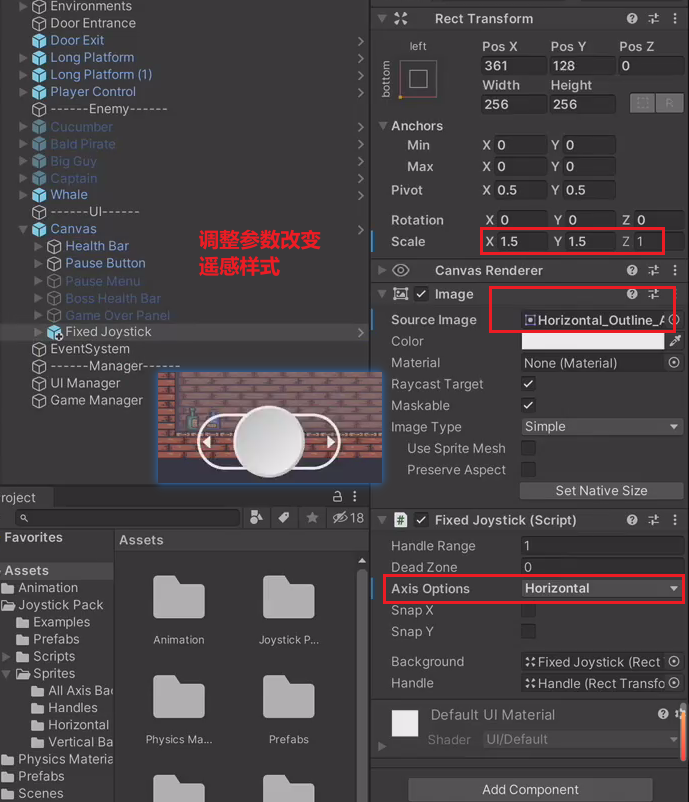 Environments
Door Entrance
Door Exit
Long Platform
Long Platform (1)
Player Control
------Enemy------
Cucumber
Bald Pirate
Big Guy
Captain
Whale
------UI------
Canvas
Health Bar
Pause Button
Pause Menu
Boss Health Bar
Game Over Panel
Fixed Joystick
EventSystem
------Manager------
UI Manager
Game Manager
调整参数改变
遥感样式
roject
18
Favorites
Assets
Animation
Joystick Pack
Examples
Prefabs
Scripts
Sprites
All Axis Bac
Handles
Horizontal
Vertical Ba
Physics Materia
Prefabs
Scenes
Assets
Animation
Joystick P...
Physics Ma...
Prefabs
Rect Transform
left
bottom
Pos X Pos Y Pos Z
361 128 0
Width Height
256 256
R
Anchors
Min X 0 Y 0
Max X 0 Y 0
Pivot X 0.5 Y 0.5
Rotation X 0 Y 0 Z 0
Scale X 1.5 Y 1.5 Z 1
Canvas Renderer
Image
Source Image Horizontal_Outline_A
Color
Material None (Material)
Raycast Target
Maskable
Image Type Simple
Use Sprite Mesh
Preserve Aspect
Set Native Size
# Fixed Joystick (Script)
Handle Range 1
Dead Zone 0
Axis Options Horizontal
Snap X
Snap Y
Background Fixed Joystick (Rect
Handle Handle (Rect Transfo
Default UI Material
Shader UI/Default
Add Component